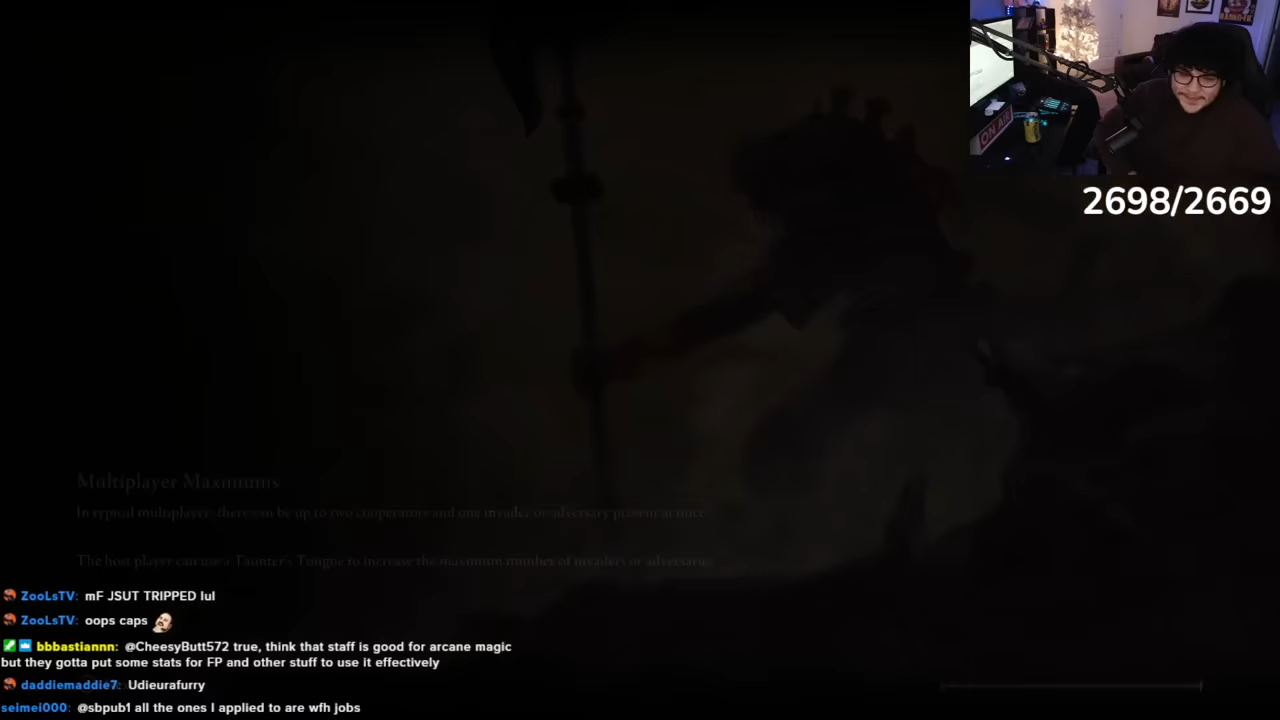 ON AIR
2698/2669
Multiplayer Maximums
In typical multiplayer, there can be up to two cooperators and one invader or adversary present at once.
The host player can use a Taunter's Tongue to increase the maximum number of invaders or adversaries.
ZooLsTV: mF JSUT TRIPPED lul
ZooLsTV: oops caps
bbbastiannn: @CheesyButt572 true, think that staff is good for arcane magic
but they gotta put some stats for FP and other stuff to use it effectively
daddiemaddie7: Udieurafurry
seimei000: @sbpub1 all the ones I applied to are wfh jobs